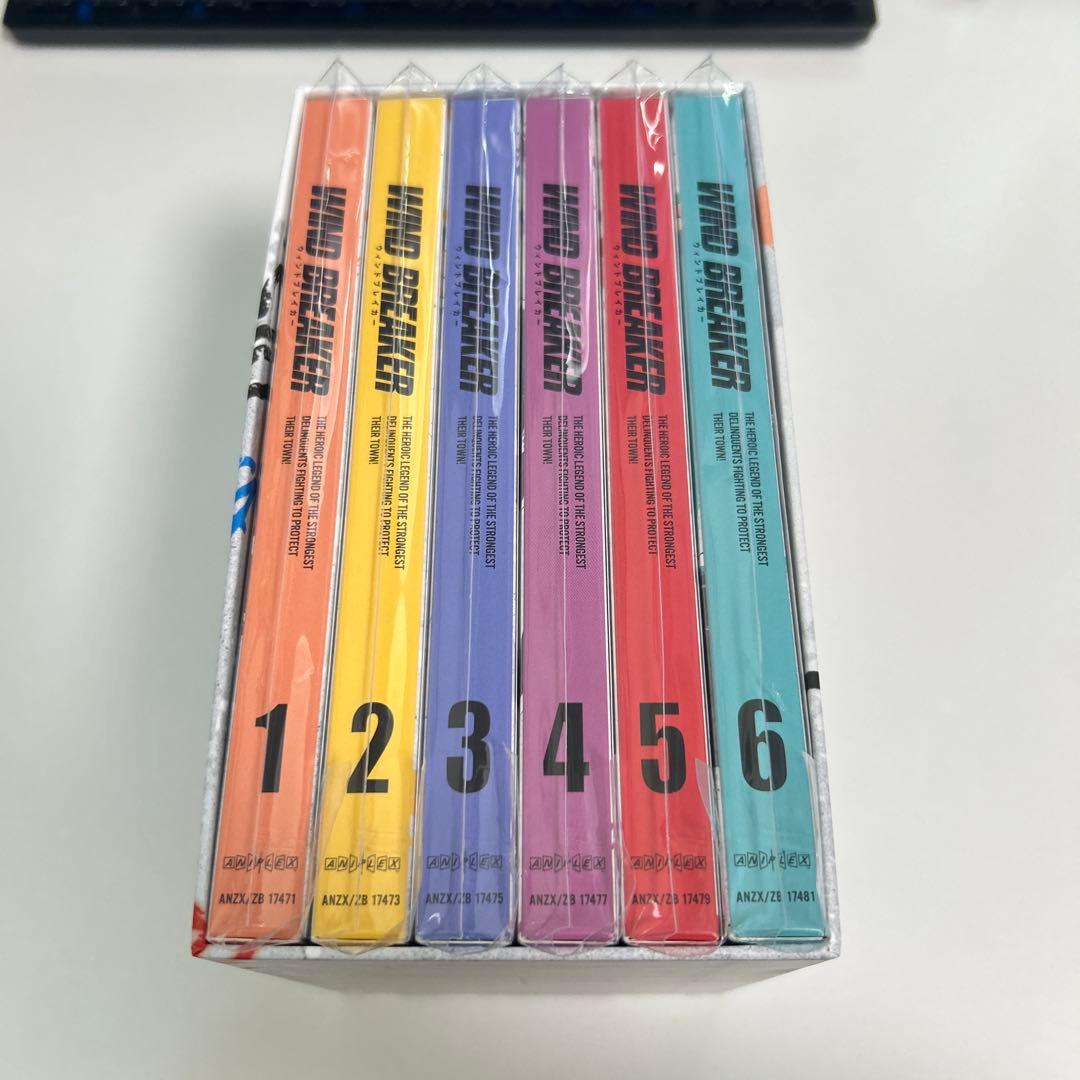 WIND BREAKER
ウィンドブレイカー
THE HEROIC LEGEND OF THE STRONGEST
DELINQUENTS FIGHTING TO PROTECT
THEIR TOWN!
1
ANIPLEX
ANZX/ZB 17471
WIND BREAKER
ウィンドブレイカー
THE HEROIC LEGEND OF THE STRONGEST
DELINQUENTS FIGHTING TO PROTECT
THEIR TOWN!
2
ANIPLEX
ANZX/ZB 17473
WIND BREAKER
ウィンドブレイカー
THE HEROIC LEGEND OF THE STRONGEST
DELINQUENTS FIGHTING TO PROTECT
THEIR TOWN!
3
ANIPLEX
ANZX/ZB 17475
WIND BREAKER
ウィンドブレイカー
THE HEROIC LEGEND OF THE STRONGEST
DELINQUENTS FIGHTING TO PROTECT
THEIR TOWN!
4
ANIPLEX
ANZX/ZB 17477
WIND BREAKER
ウィンドブレイカー
THE HEROIC LEGEND OF THE STRONGEST
DELINQUENTS FIGHTING TO PROTECT
THEIR TOWN!
5
ANIPLEX
ANZX/ZB 17479
WIND BREAKER
ウィンドブレイカー
THE HEROIC LEGEND OF THE STRONGEST
DELINQUENTS FIGHTING TO PROTECT
THEIR TOWN!
6
ANIPLEX
ANZX/ZB 17481